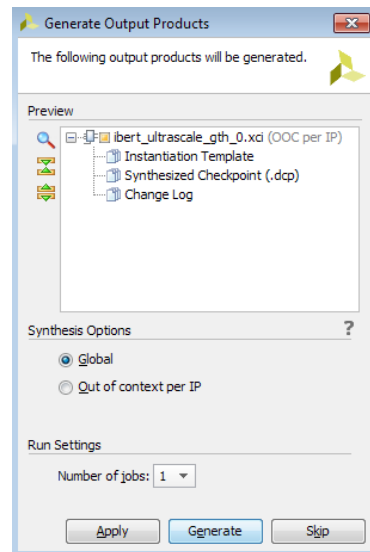 Generate Output Products
The following output products will be generated.
Preview
ibert_ultrascale_gth_0.xci (OOC per IP)
Instantiation Template
Synthesized Checkpoint (.dcp)
Change Log
Synthesis Options ?
Global
Out of context per IP
Run Settings
Number of jobs: 1
Apply Generate Skip